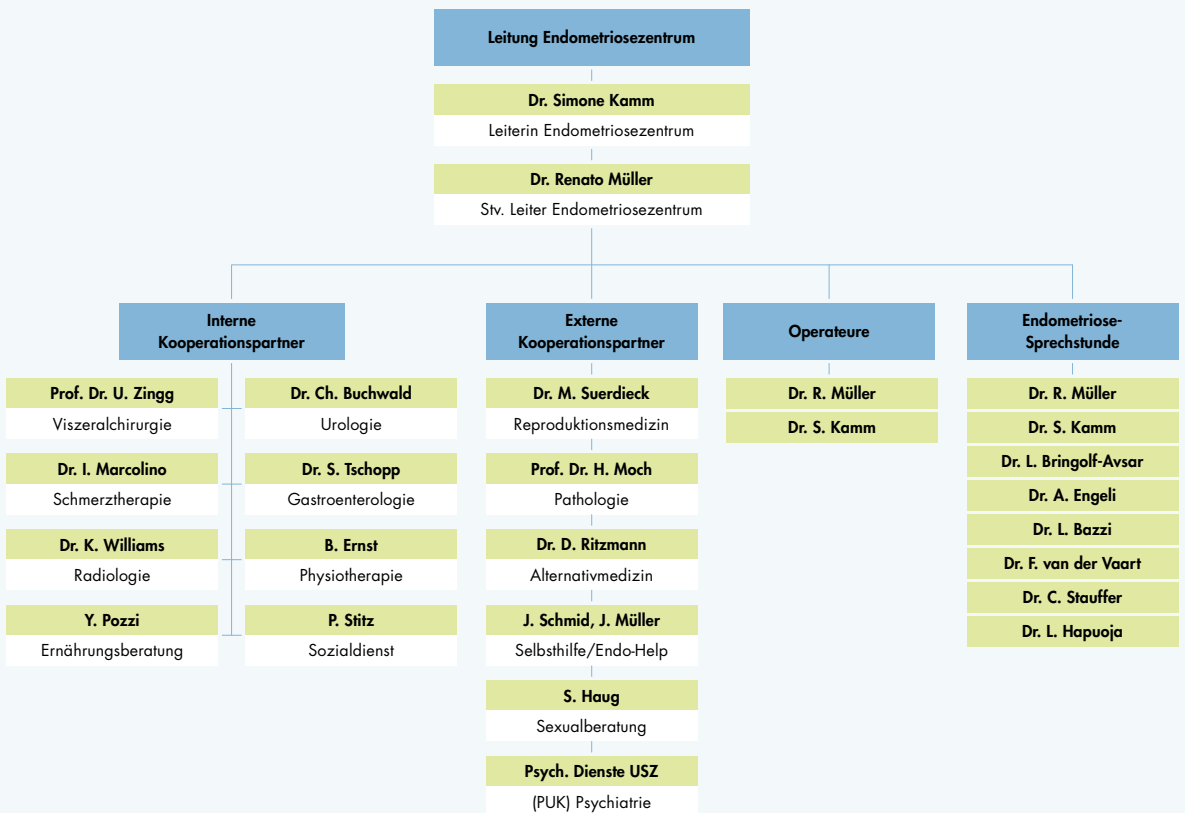 Leitung Endometriosezentrum
Dr. Simone Kamm
Leiterin Endometriosezentrum
Dr. Renato Müller
Stv. Leiter Endometriosezentrum
Interne
Kooperationspartner
Prof. Dr. U. Zingg
Viszeralchirurgie
Dr. Ch. Buchwald
Urologie
Dr. I. Marcolino
Schmerztherapie
Dr. S. Tschopp
Gastroenterologie
Dr. K. Williams
Radiologie
B. Ernst
Physiotherapie
Y. Pozzi
Ernährungsberatung
P. Stitz
Sozialdienst
Externe
Kooperationspartner
Dr. M. Suerdieck
Reproduktionsmedizin
Prof. Dr. H. Moch
Pathologie
Dr. D. Ritzmann
Alternativmedizin
J. Schmid, J. Müller
Selbsthilfe/Endo-Help
S. Haug
Sexualberatung
Psych. Dienste USZ
(PUK) Psychiatrie
Operateure
Dr. R. Müller
Dr. S. Kamm
Endometriose-
Sprechstunde
Dr. R. Müller
Dr. S. Kamm
Dr. L. Bringolf-Avsar
Dr. A. Engeli
Dr. L. Bazzi
Dr. F. van der Vaart
Dr. C. Stauffer
Dr. L. Hapuoja